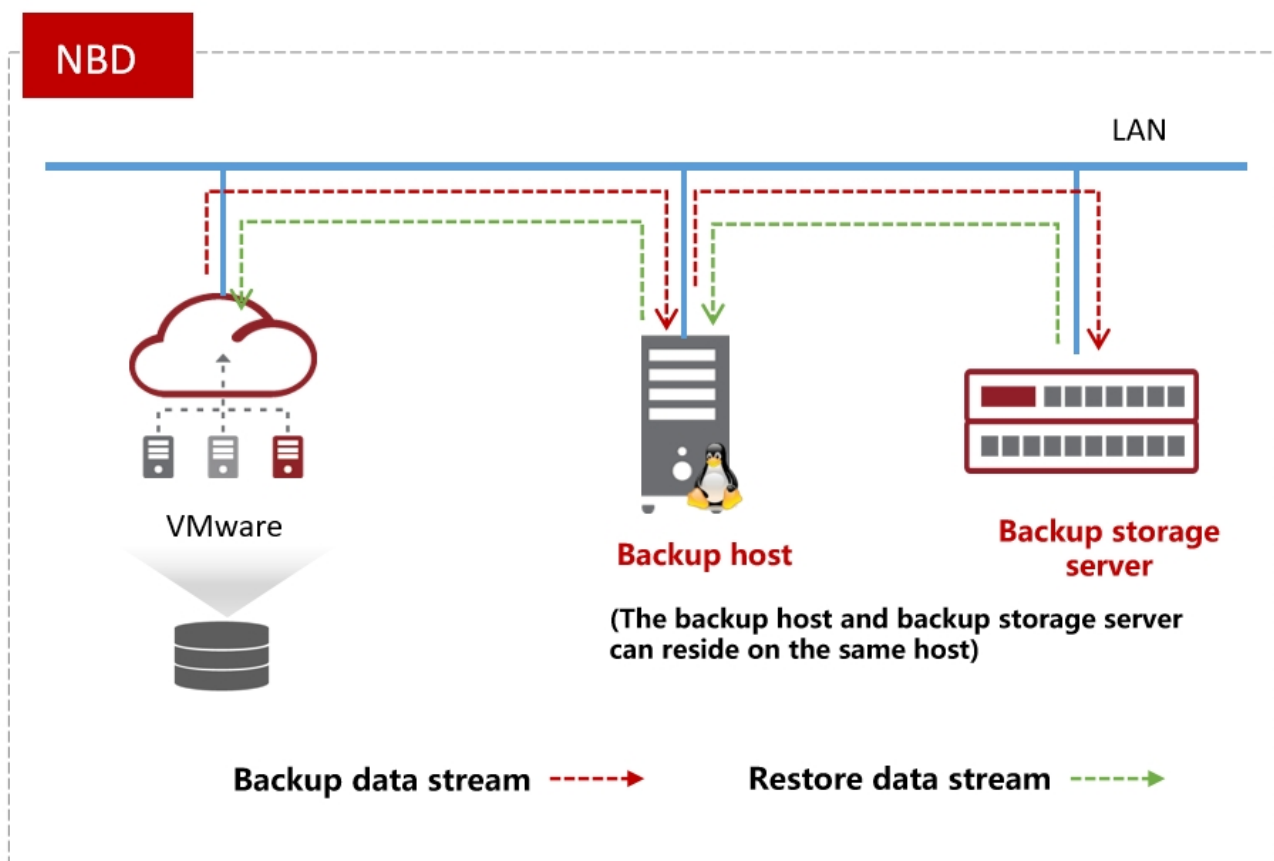 NBD
LAN
VMware
Backup host
Backup storage
server
(The backup host and backup storage server
can reside on the same host)
Backup data stream
Restore data stream